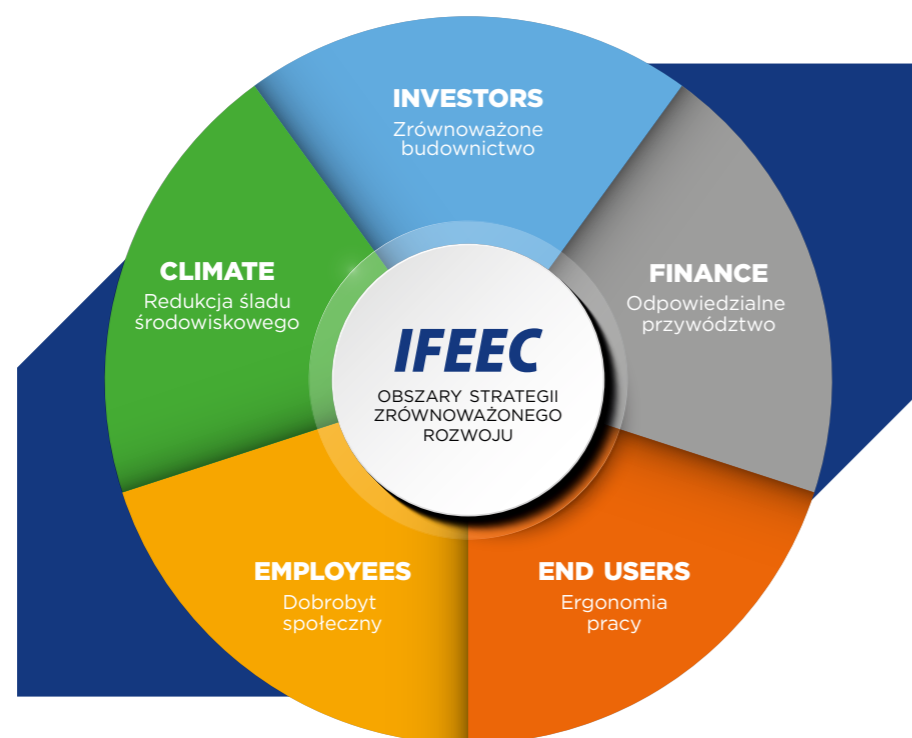 INVESTORS
Zrównoważone
budownictwo
CLIMATE
Redukcja śladu
środowiskowego
FINANCE
Odpowiedzialne
przywództwo
IFEEC
OBSZARY STRATEGII
ZRÓWNOWAŻONEGO
ROZWOJU
EMPLOYEES
Dobrobyt
społeczny
END USERS
Ergonomia
pracy